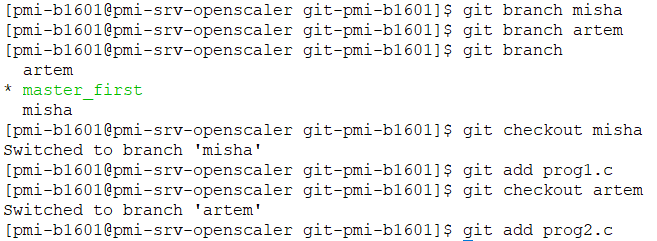 [pmi-b1601@pmi-srv-openscaler git-pmi-b1601]$ git branch misha
[pmi-b1601@pmi-srv-openscaler git-pmi-b1601]$ git branch artem
[pmi-b1601@pmi-srv-openscaler git-pmi-b1601]$ git branch
  artem
* master_first
  misha
[pmi-b1601@pmi-srv-openscaler git-pmi-b1601]$ git checkout misha
Switched to branch 'misha'
[pmi-b1601@pmi-srv-openscaler git-pmi-b1601]$ git add prog1.c
[pmi-b1601@pmi-srv-openscaler git-pmi-b1601]$ git checkout artem
Switched to branch 'artem'
[pmi-b1601@pmi-srv-openscaler git-pmi-b1601]$ git add prog2.c